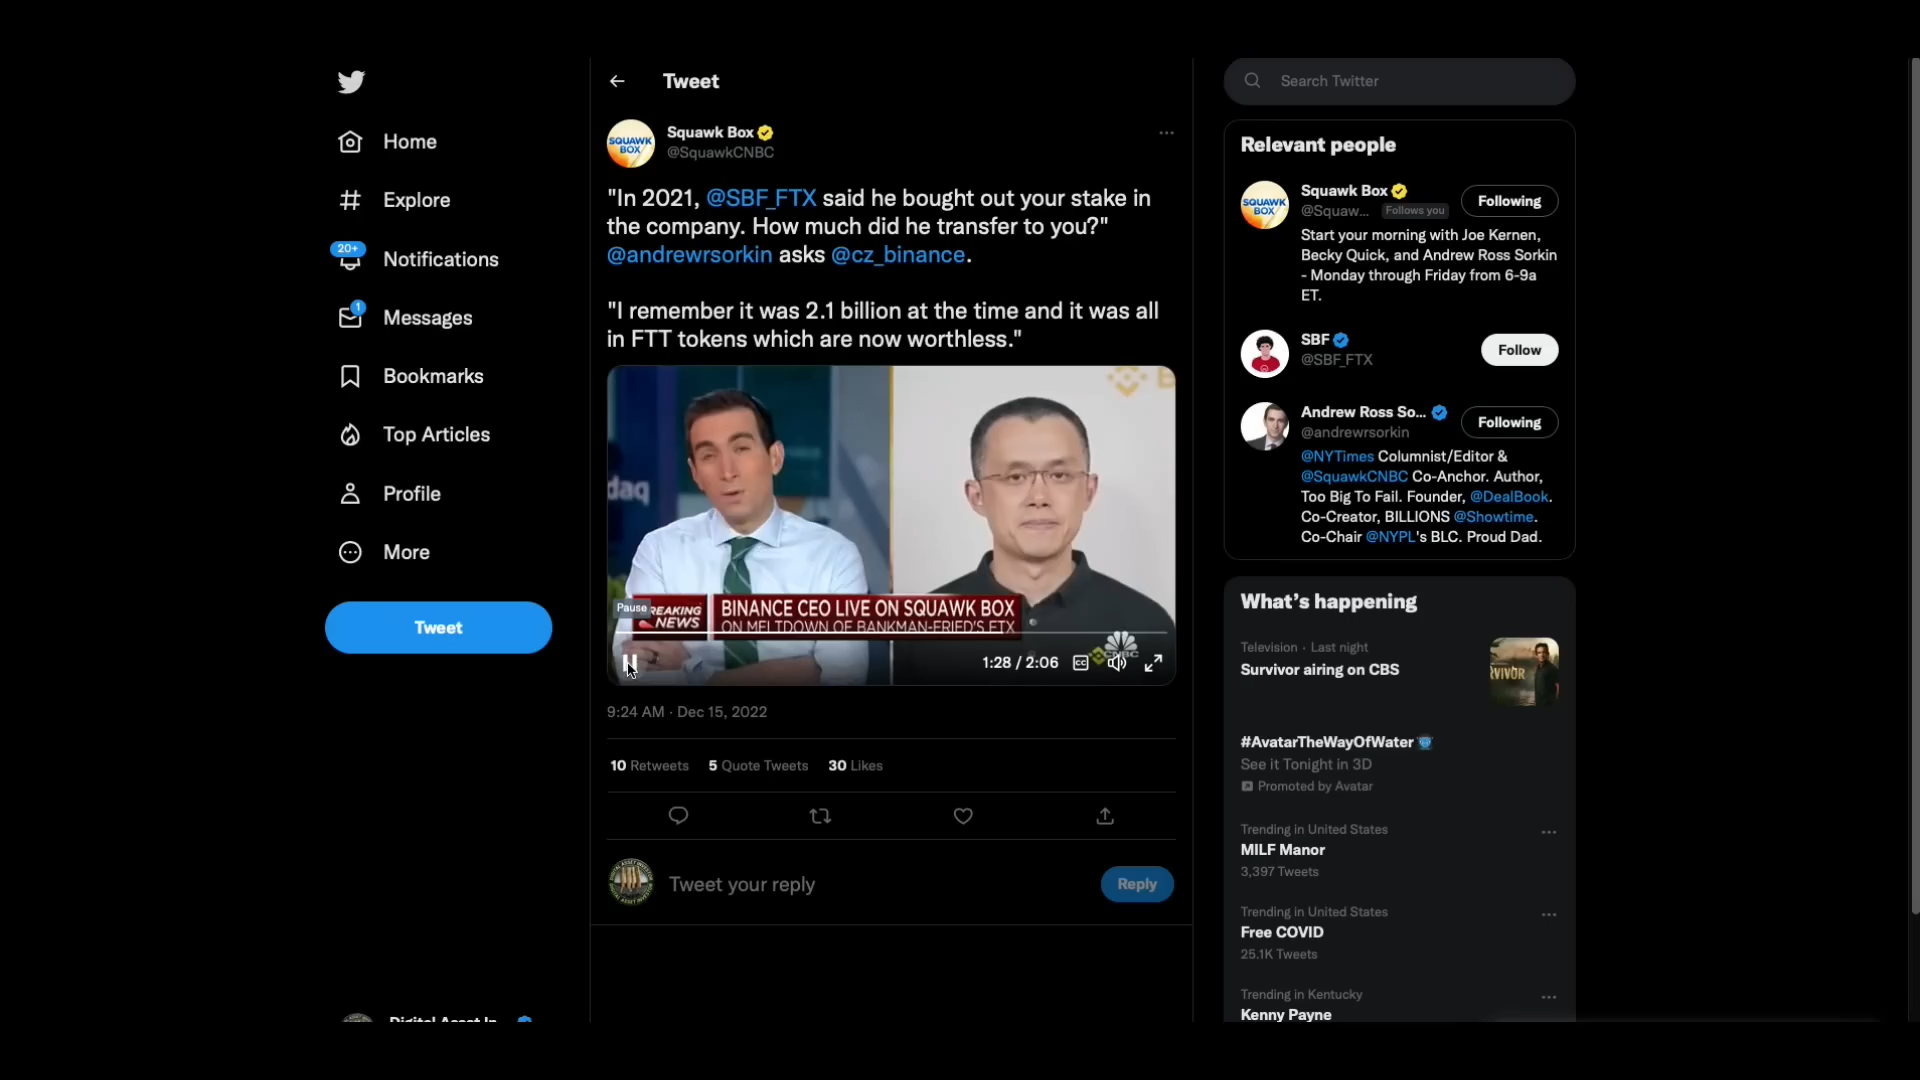 Home
Explore
20+
Notifications
1
Messages
Bookmarks
Top Articles
Profile
More
Tweet
Tweet
SQUAWK
BOX
Squawk Box
@SquawkCNBC
"In 2021, @SBF_FTX said he bought out your stake in
the company. How much did he transfer to you?"
@andrewrsorkin asks @cz_binance.
"I remember it was 2.1 billion at the time and it was all
in FTT tokens which are now worthless."
daq
B
Pause
BREAKING
NEWS
BINANCE CEO LIVE ON SQUAWK BOX
ON MELTDOWN OF BANKMAN-FRIED'S FTX
1:28 / 2:06
CC
CNBC
9:24 AM · Dec 15, 2022
10 Retweets 5 Quote Tweets 30 Likes
Tweet your reply
Reply
Search Twitter
Relevant people
SQUAWK
BOX
Squawk Box
@Squaw... Follows you
Following
Start your morning with Joe Kernen,
Becky Quick, and Andrew Ross Sorkin
- Monday through Friday from 6-9a
ET.
SBF
@SBF_FTX
Follow
Andrew Ross So...
@andrewrsorkin
Following
@NYTimes Columnist/Editor &
@SquawkCNBC Co-Anchor. Author,
Too Big To Fail. Founder, @DealBook.
Co-Creator, BILLIONS @Showtime.
Co-Chair @NYPL's BLC. Proud Dad.
What's happening
Television · Last night
Survivor airing on CBS
RVIVOR
#AvatarTheWayOfWater
See it Tonight in 3D
Promoted by Avatar
Trending in United States
MILF Manor
3,397 Tweets
Trending in United States
Free COVID
25.1K Tweets
Trending in Kentucky
Kenny Payne
Digital Asset In